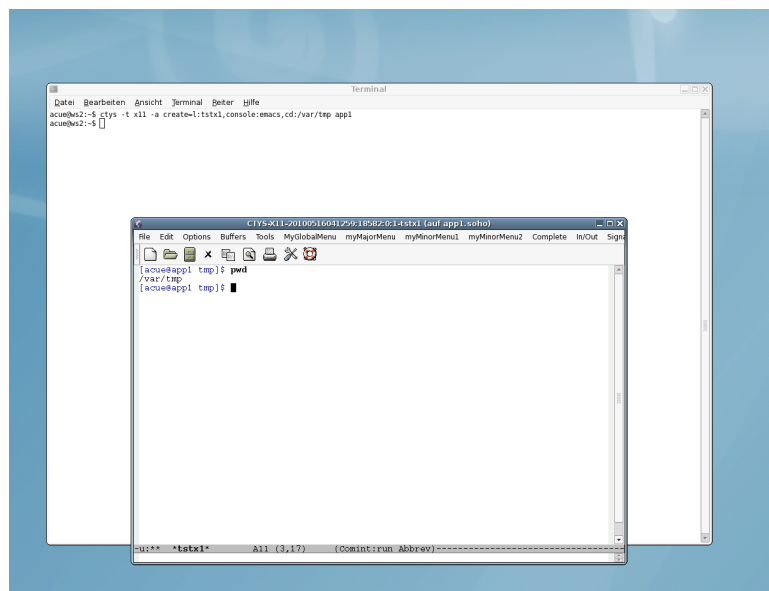 Terminal
Datei Bearbeiten Ansicht Terminal Reiter Hilfe
acue@ws2:~$ ctys -t x11 -a create=l:tstx1,console:emacs,cd:/var/tmp app1
acue@ws2:~$
CTYS-X11-20100516041259:18582:0:1-tstx1 (auf app1.soho)
File Edit Options Buffers Tools MyGlobalMenu myMajorMenu myMinorMenu1 myMinorMenu2 Complete In/Out Signa
[acue@app1 tmp]$ pwd
/var/tmp
[acue@app1 tmp]$
-u:** *tstx1* All (3,17) (Comint:run Abbrev)----------------------------